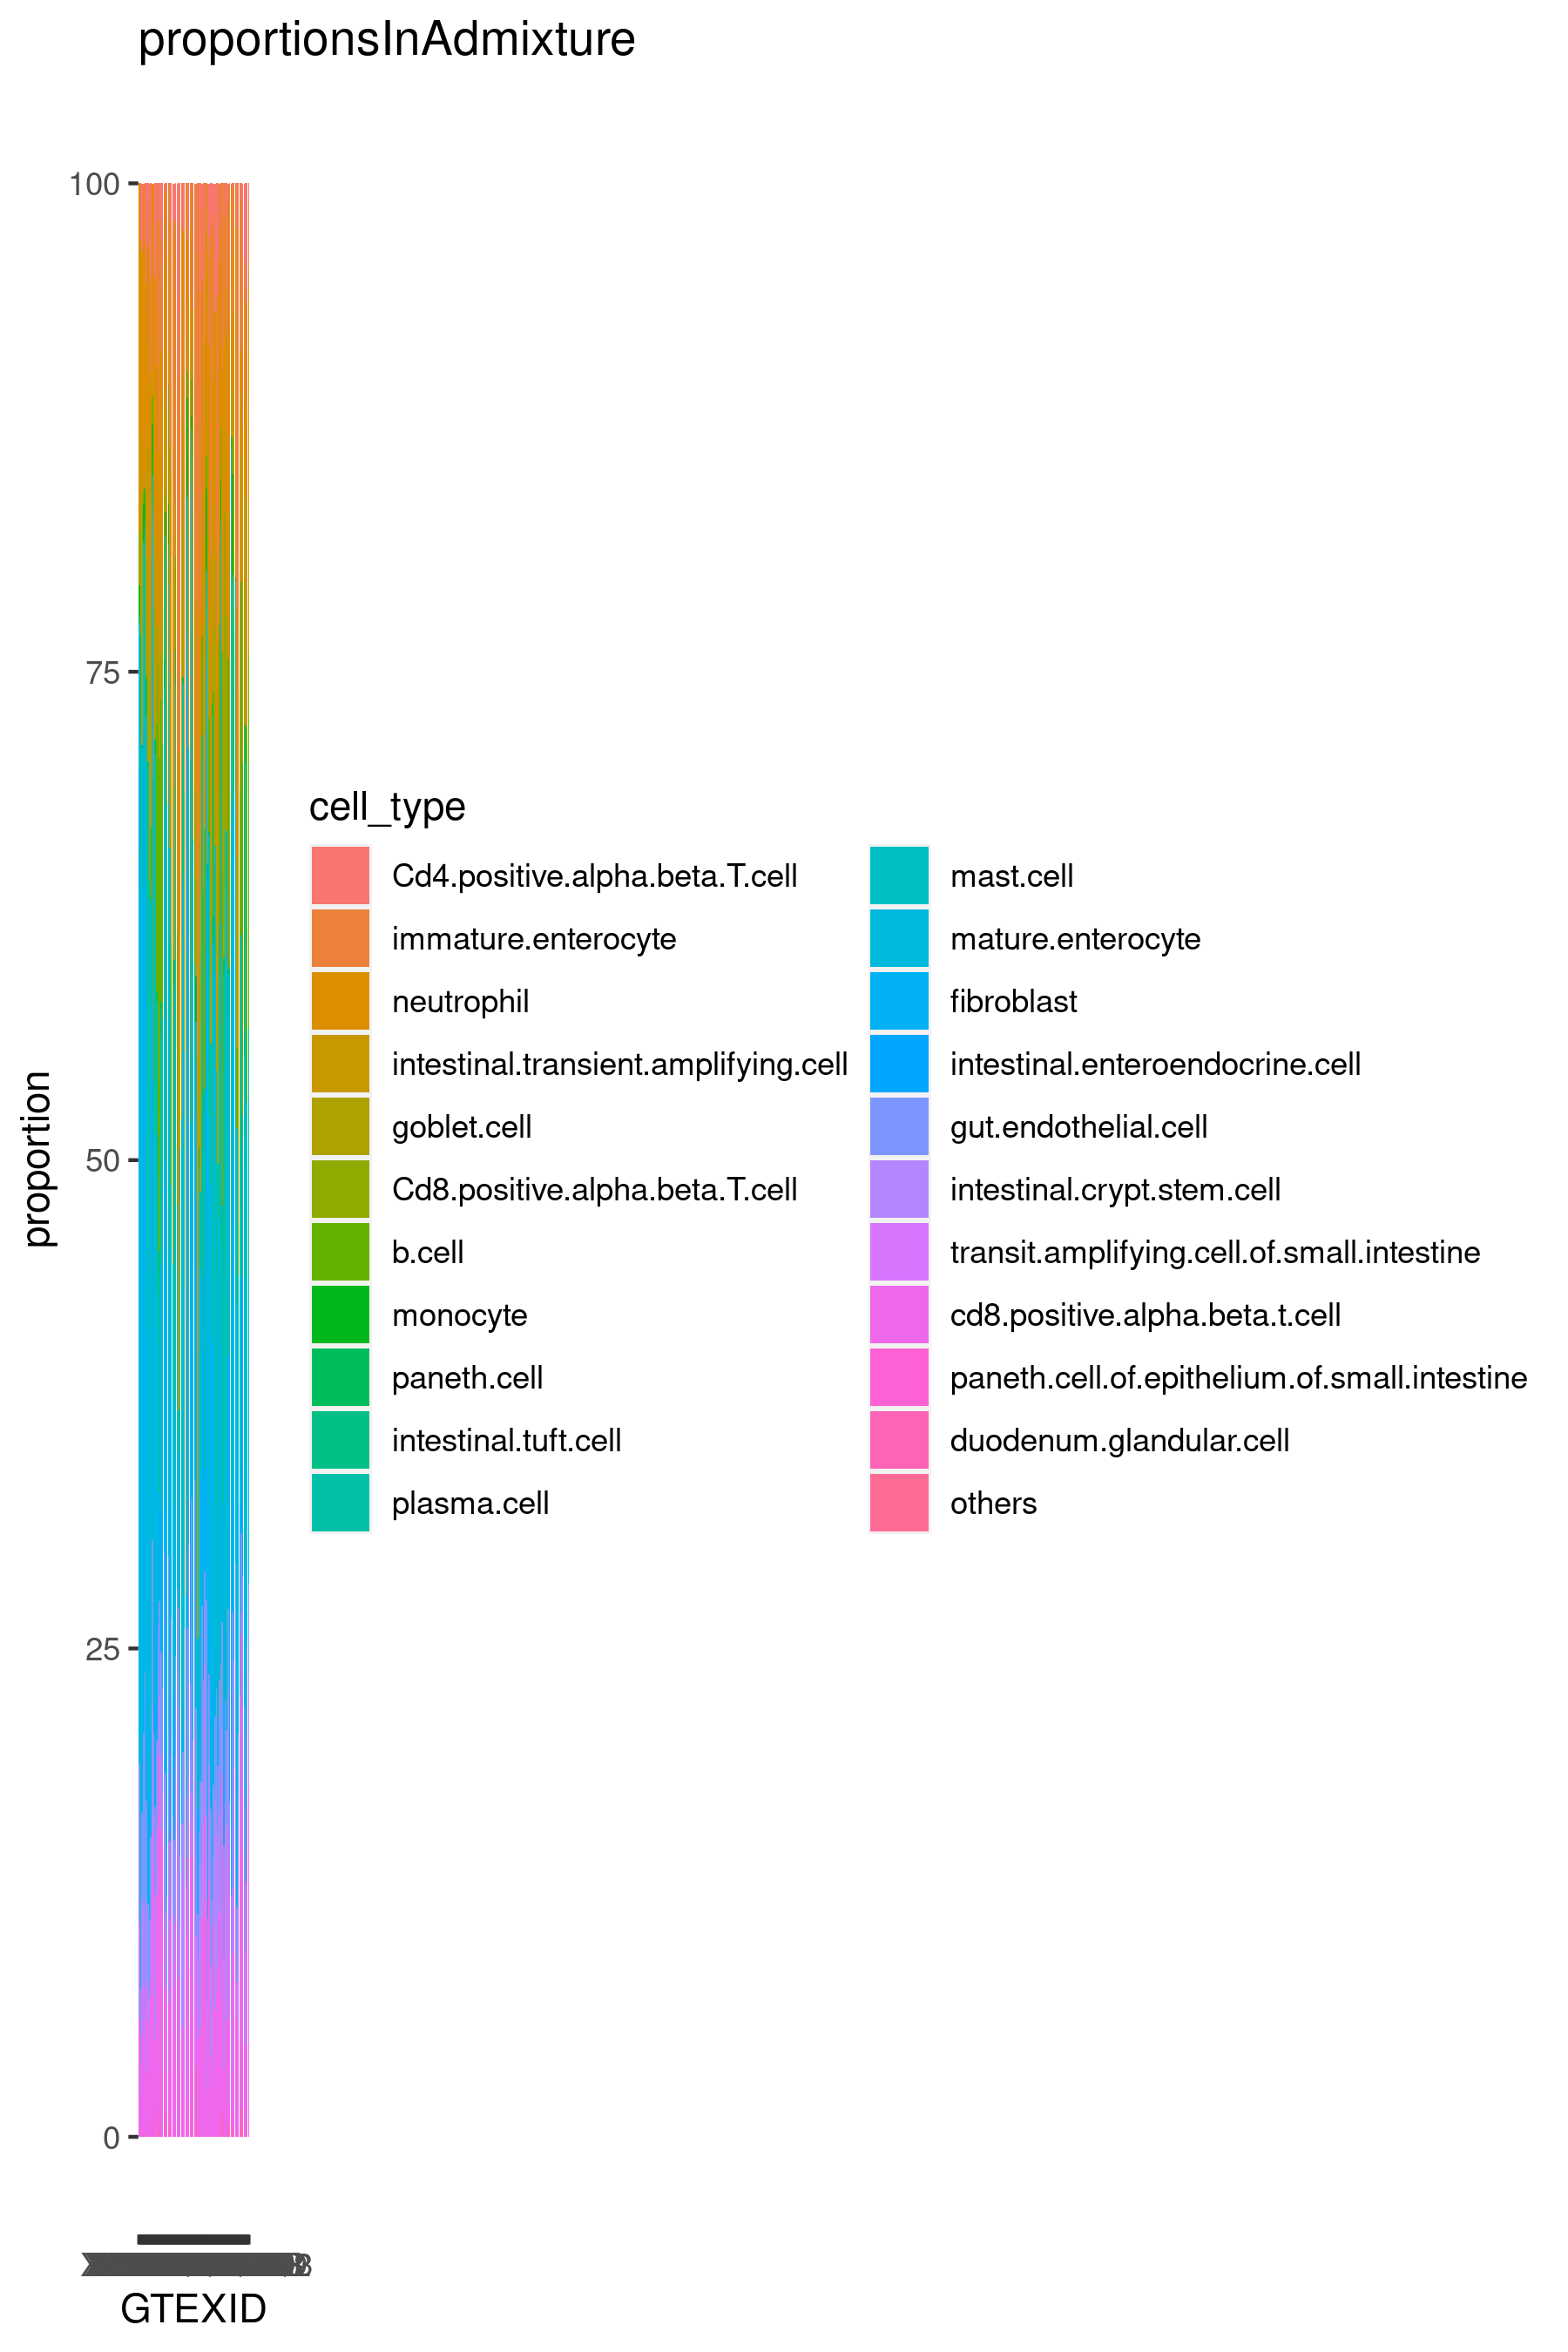 proportionsInAdmixture
100
75
50
25
0
proportion
cell_type
Cd4.positive.alpha.beta.T.cell
immature.enterocyte
neutrophil
intestinal.transient.amplifying.cell
goblet.cell
Cd8.positive.alpha.beta.T.cell
b.cell
monocyte
paneth.cell
intestinal.tuft.cell
plasma.cell
mast.cell
mature.enterocyte
fibroblast
intestinal.enteroendocrine.cell
gut.endothelial.cell
intestinal.crypt.stem.cell
transit.amplifying.cell.of.small.intestine
cd8.positive.alpha.beta.t.cell
paneth.cell.of.epithelium.of.small.intestine
duodenum.glandular.cell
others
GTEXID